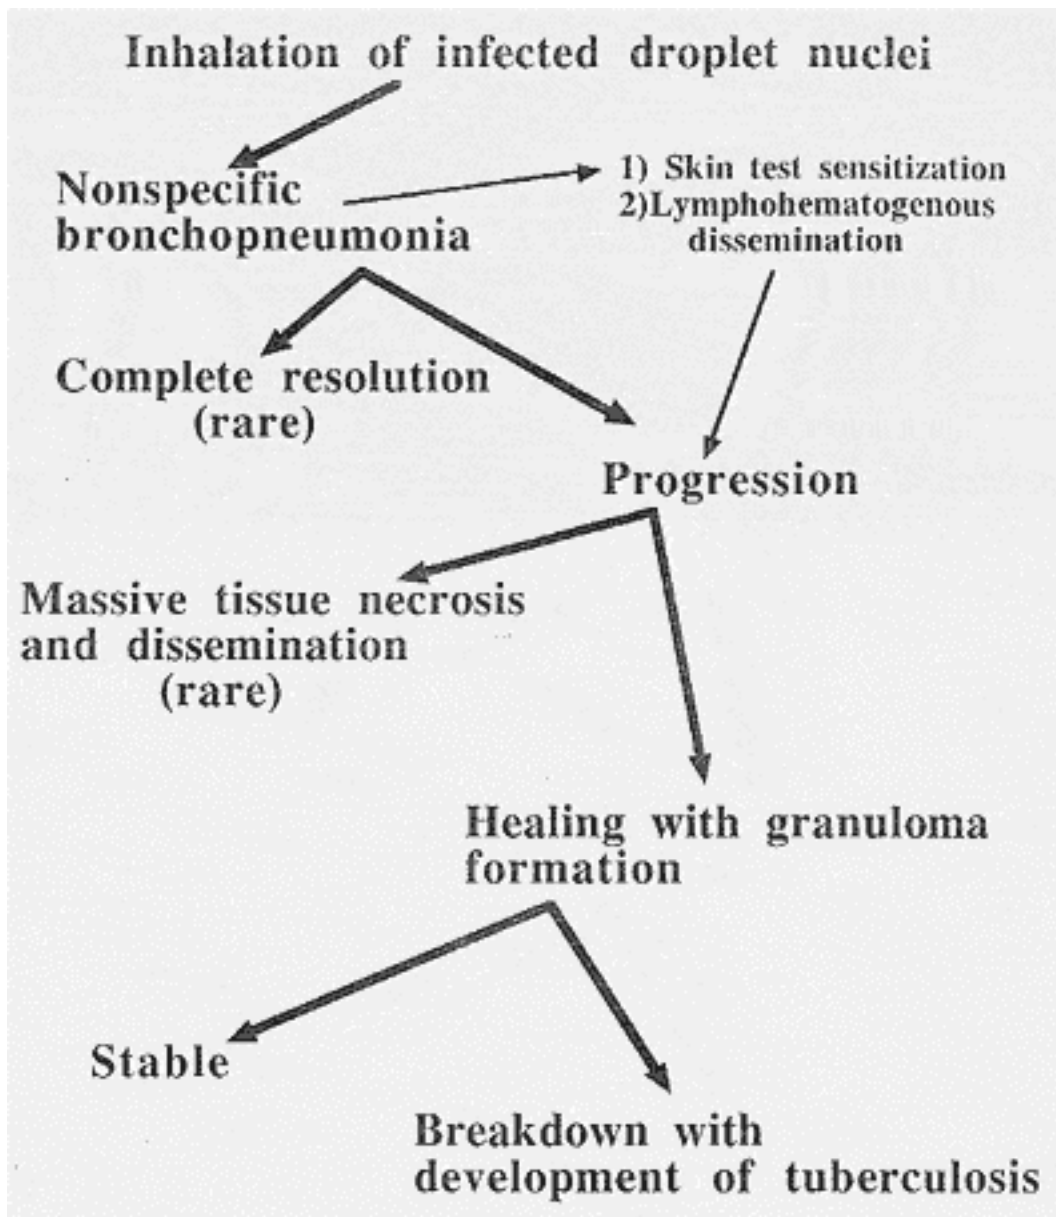 Inhalation of infected droplet nuclei
Nonspecific
bronchopneumonia
1) Skin test sensitization
2)Lymphohematogenous
dissemination
Complete resolution
(rare)
Progression
Massive tissue necrosis
and dissemination
(rare)
Healing with granuloma
formation
Stable
Breakdown with
development of tuberculosis